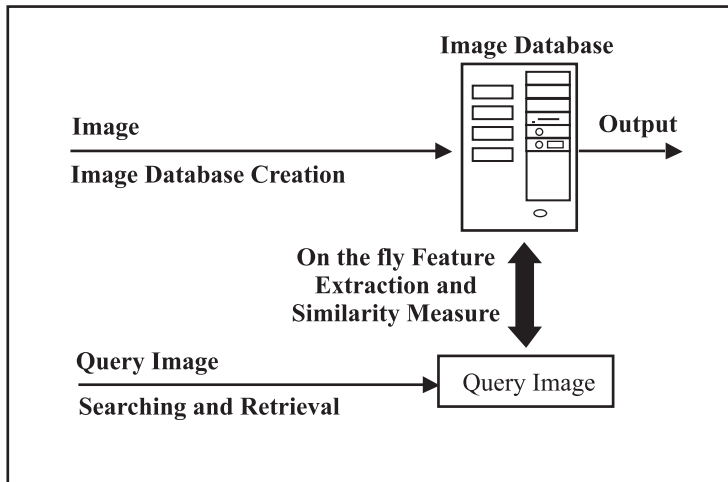 Image Database
Image
Output
Image Database Creation
On the fly Feature
Extraction and
Similarity Measure
Query Image
Query Image
Searching and Retrieval